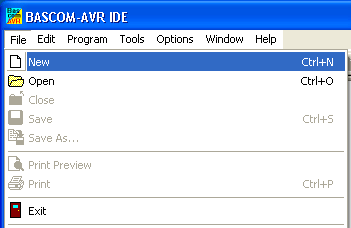 BASCOM-AVR IDE
File Edit Program Tools Options Window Help
New Ctrl+N
Open Ctrl+O
Close
Save Ctrl+S
Save As...
Print Preview
Print Ctrl+P
Exit